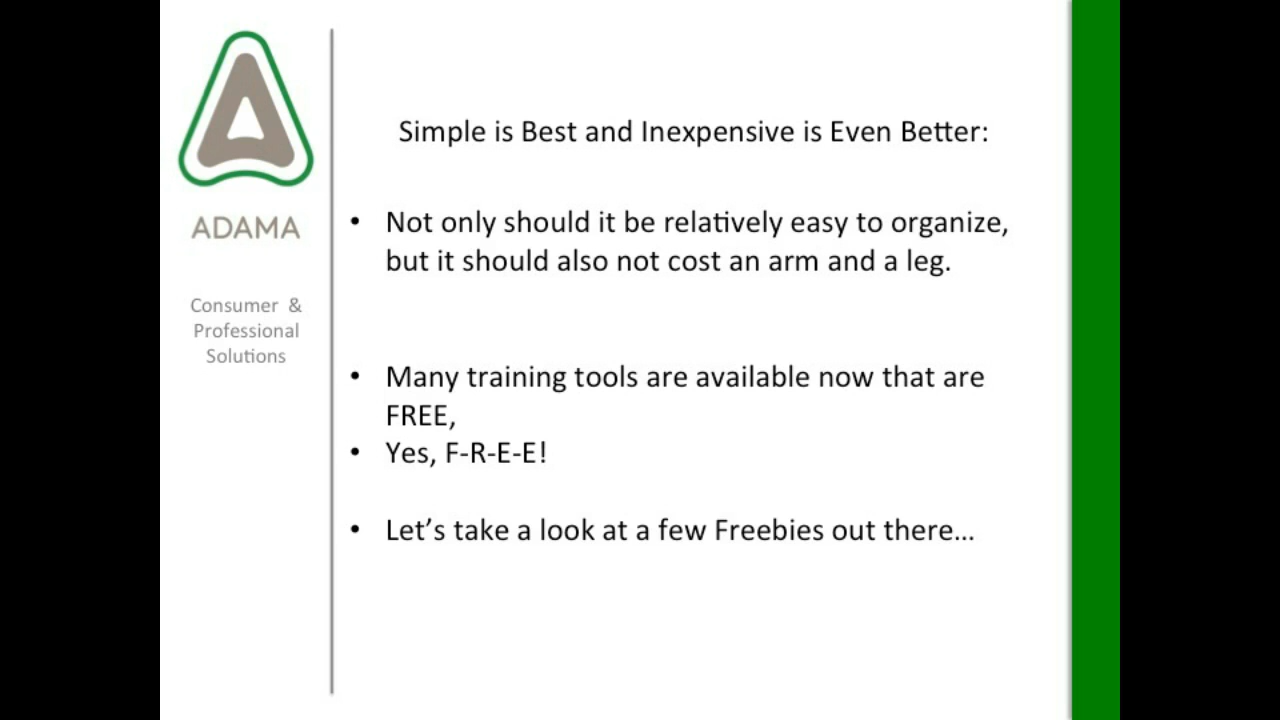 ADAMA
Consumer &
Professional
Solutions
Simple is Best and Inexpensive is Even Better:
• Not only should it be relatively easy to organize,
but it should also not cost an arm and a leg.
• Many training tools are available now that are
FREE,
• Yes, F-R-E-E!
• Let’s take a look at a few Freebies out there…